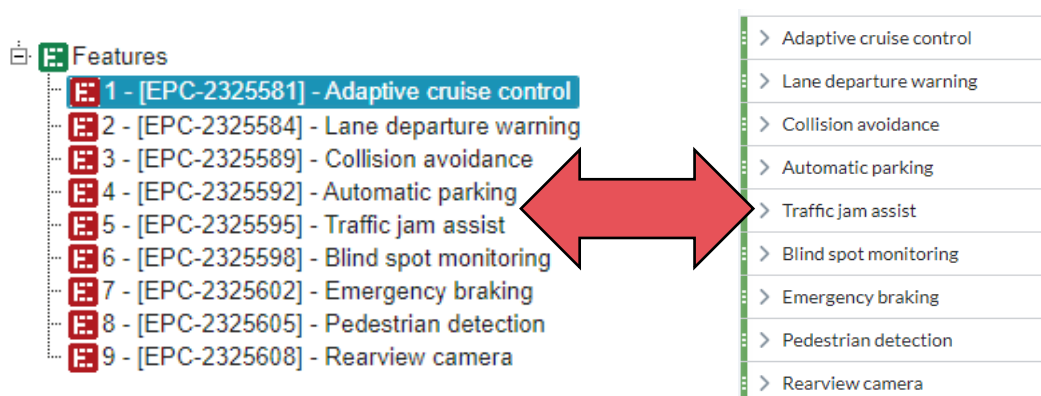 Features
1 - [EPC-2325581] - Adaptive cruise control
2 - [EPC-2325584] - Lane departure warning
3 - [EPC-2325589] - Collision avoidance
4 - [EPC-2325592] - Automatic parking
5 - [EPC-2325595] - Traffic jam assist
6 - [EPC-2325598] - Blind spot monitoring
7 - [EPC-2325602] - Emergency braking
8 - [EPC-2325605] - Pedestrian detection
9 - [EPC-2325608] - Rearview camera
Adaptive cruise control
Lane departure warning
Collision avoidance
Automatic parking
Traffic jam assist
Blind spot monitoring
Emergency braking
Pedestrian detection
Rearview camera